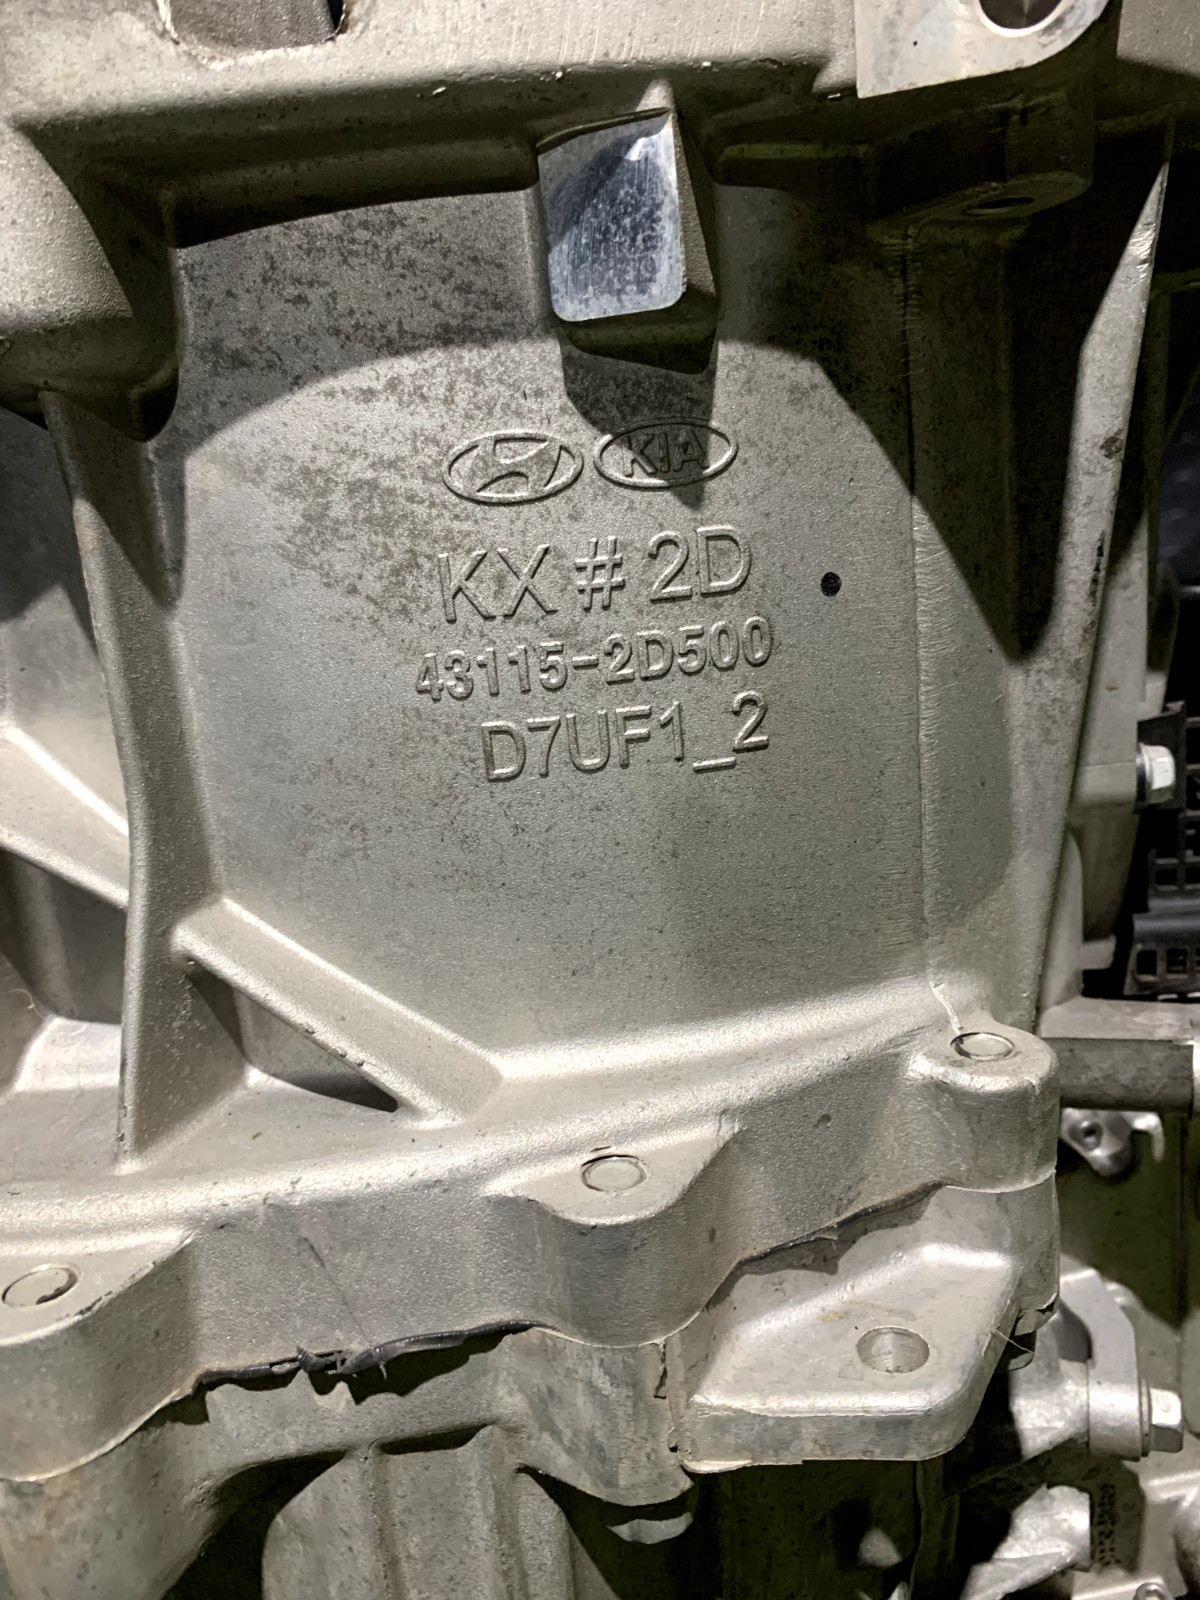 KIA
KX # 2D
43115-2D500
D7UF1_2